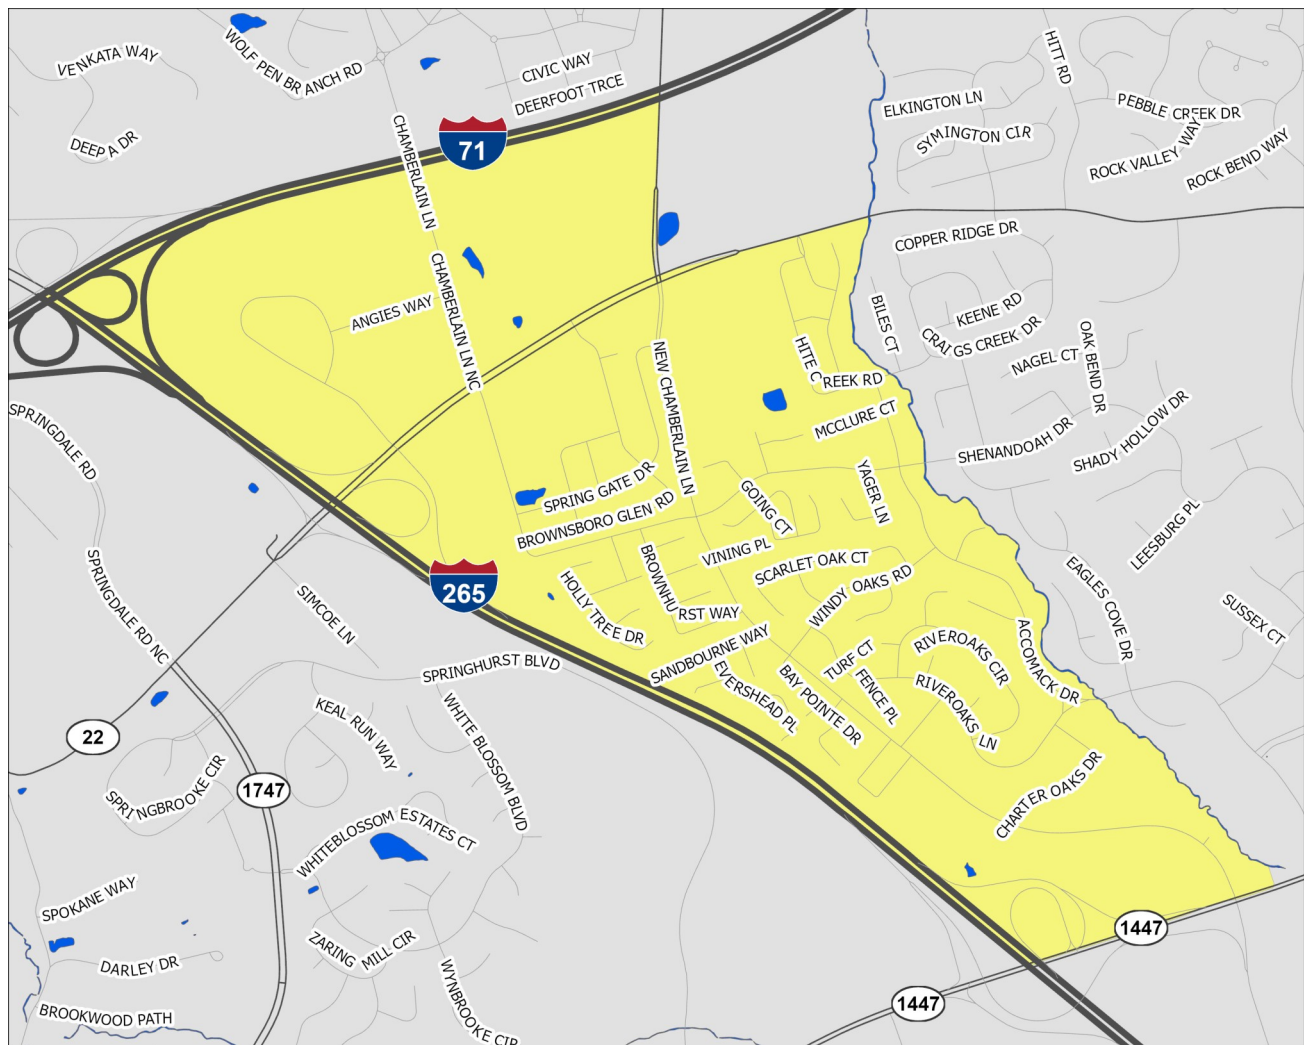 VENKATA WAY
WOLF PEN BRANCH RD
CIVIC WAY
DEERFOOT TRCE
HITT RD
ELKINGTON LN
PEBBLE CREEK DR
SYMINGTON CIR
DEEPA DR
71
CHAMBERLAIN LN
ROCK VALLEY WAY
ROCK BEND WAY
COPPER RIDGE DR
CHAMBERLAIN LN NC
ANGIES WAY
BILES CT
KEENE RD
CRAIGS CREEK DR
NAGEL CT
OAK BEND DR
NEW CHAMBERLAIN LN
HITE CREEK RD
MCCLURE CT
SPRINGDALE RD
SHENANDOAH DR
SHADY HOLLOW DR
SPRING GATE DR
BROWNSBORO GLEN RD
GOING CT
YAGER LN
LEESBURG PL
VINING PL
SCARLET OAK CT
WINDY OAKS RD
SPRINGDALE RD NC
265
SIMCOE LN
HOLLY TREE DR
BROWNHURST WAY
EAGLES COVE DR
SUSSEX CT
SANDBOURNE WAY
TURF CT
RIVEROAKS CIR
ACCOMACK DR
SPRINGHURST BLVD
EVERSHEAD PL
BAY POINTE DR
FENCE PL
RIVEROAKS LN
KEAL RUN WAY
WHITE BLOSSOM BLVD
22
SPRINGBROOKE CIR
1747
CHARTER OAKS DR
WHITEBLOSSOM ESTATES CT
SPOKANE WAY
1447
ZARING MILL CIR
DARLEY DR
1447
WYNBROOKE CIR
BROOKWOOD PATH